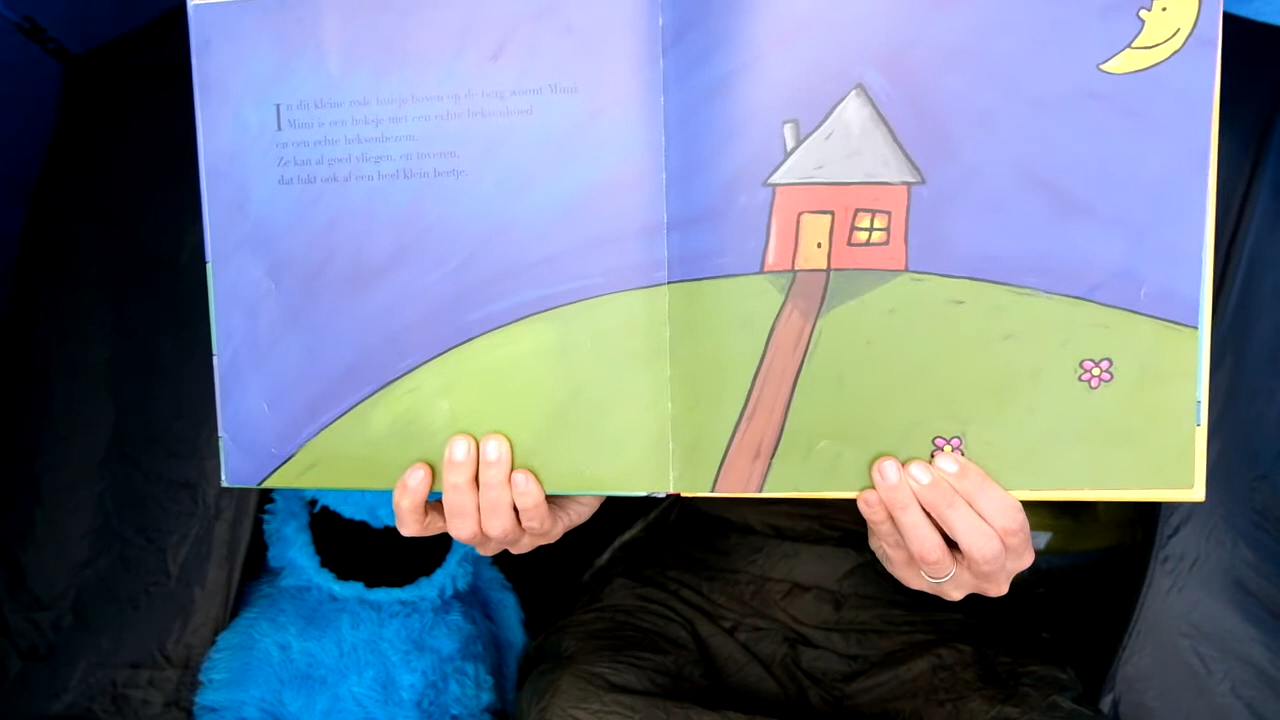 In dit kleine rode huisje boven op de berg woont Mimi
Mimi is een heksje met een echte heksenhoed
en een echte heksenbezem.
Ze kan al goed vliegen, en toveren,
dat lukt ook al een heel klein beetje.